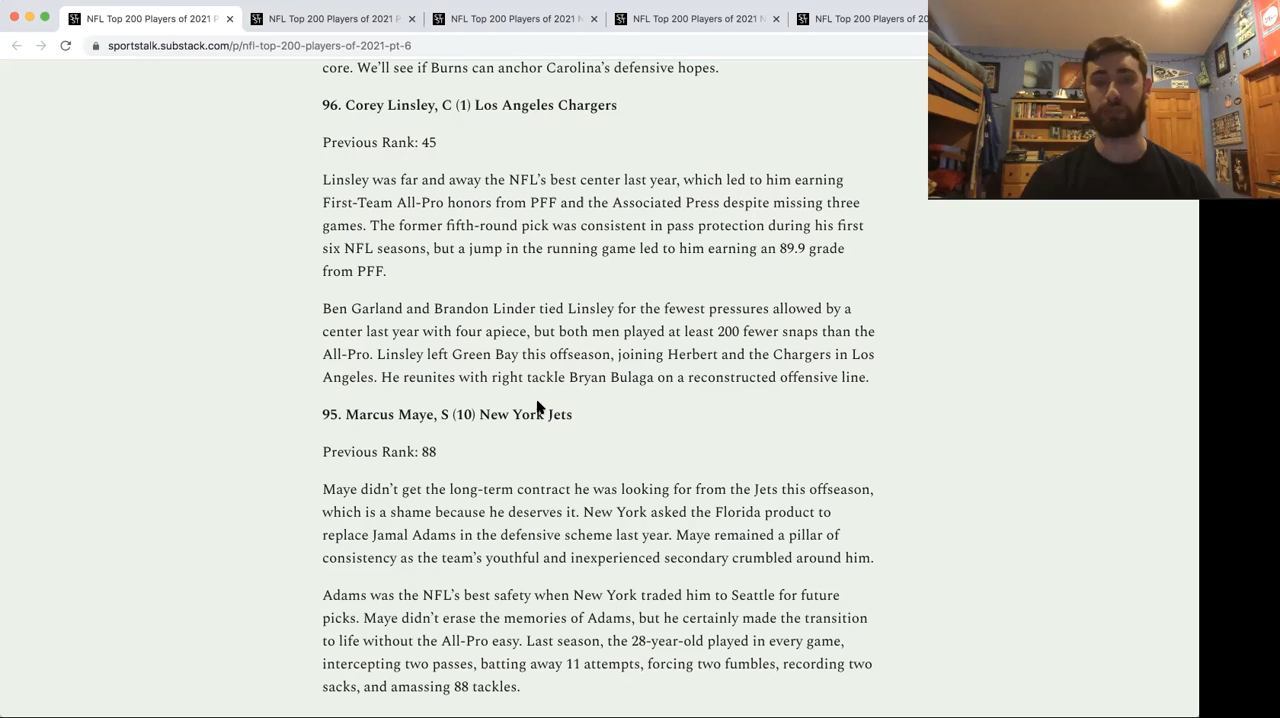 NFL Top 200 Players of 2021 P
NFL Top 200 Players of 2021 P
NFL Top 200 Players of 2021 N
NFL Top 200 Players of 2021 N
NFL Top 200 Players of 20
sportstalk.substack.com/p/nfl-top-200-players-of-2021-pt-6
core. We’ll see if Burns can anchor Carolina’s defensive hopes.
96. Corey Linsley, C (1) Los Angeles Chargers
Previous Rank: 45
Linsley was far and away the NFL’s best center last year, which led to him earning
First-Team All-Pro honors from PFF and the Associated Press despite missing three
games. The former fifth-round pick was consistent in pass protection during his first
six NFL seasons, but a jump in the running game led to him earning an 89.9 grade
from PFF.
Ben Garland and Brandon Linder tied Linsley for the fewest pressures allowed by a
center last year with four apiece, but both men played at least 200 fewer snaps than the
All-Pro. Linsley left Green Bay this offseason, joining Herbert and the Chargers in Los
Angeles. He reunites with right tackle Bryan Bulaga on a reconstructed offensive line.
95. Marcus Maye, S (10) New York Jets
Previous Rank: 88
Maye didn’t get the long-term contract he was looking for from the Jets this offseason,
which is a shame because he deserves it. New York asked the Florida product to
replace Jamal Adams in the defensive scheme last year. Maye remained a pillar of
consistency as the team’s youthful and inexperienced secondary crumbled around him.
Adams was the NFL’s best safety when New York traded him to Seattle for future
picks. Maye didn’t erase the memories of Adams, but he certainly made the transition
to life without the All-Pro easy. Last season, the 28-year-old played in every game,
intercepting two passes, batting away 11 attempts, forcing two fumbles, recording two
sacks, and amassing 88 tackles.